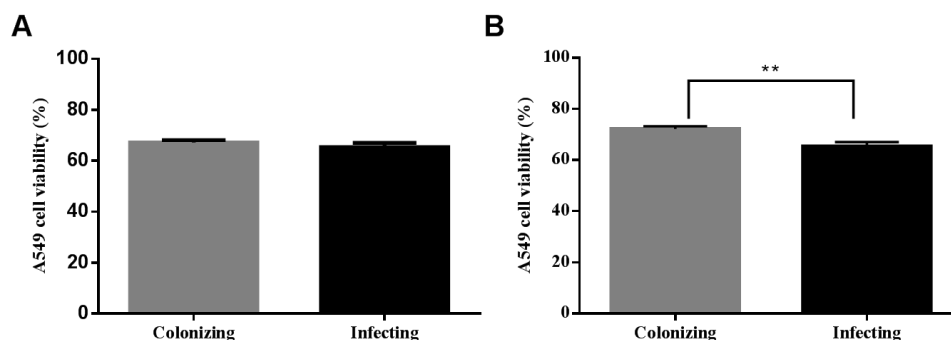 A
A549 cell viability (%)
100
80
60
40
20
0
Colonizing
Infecting
B
A549 cell viability (%)
100
80
60
40
20
0
**
Colonizing
Infecting